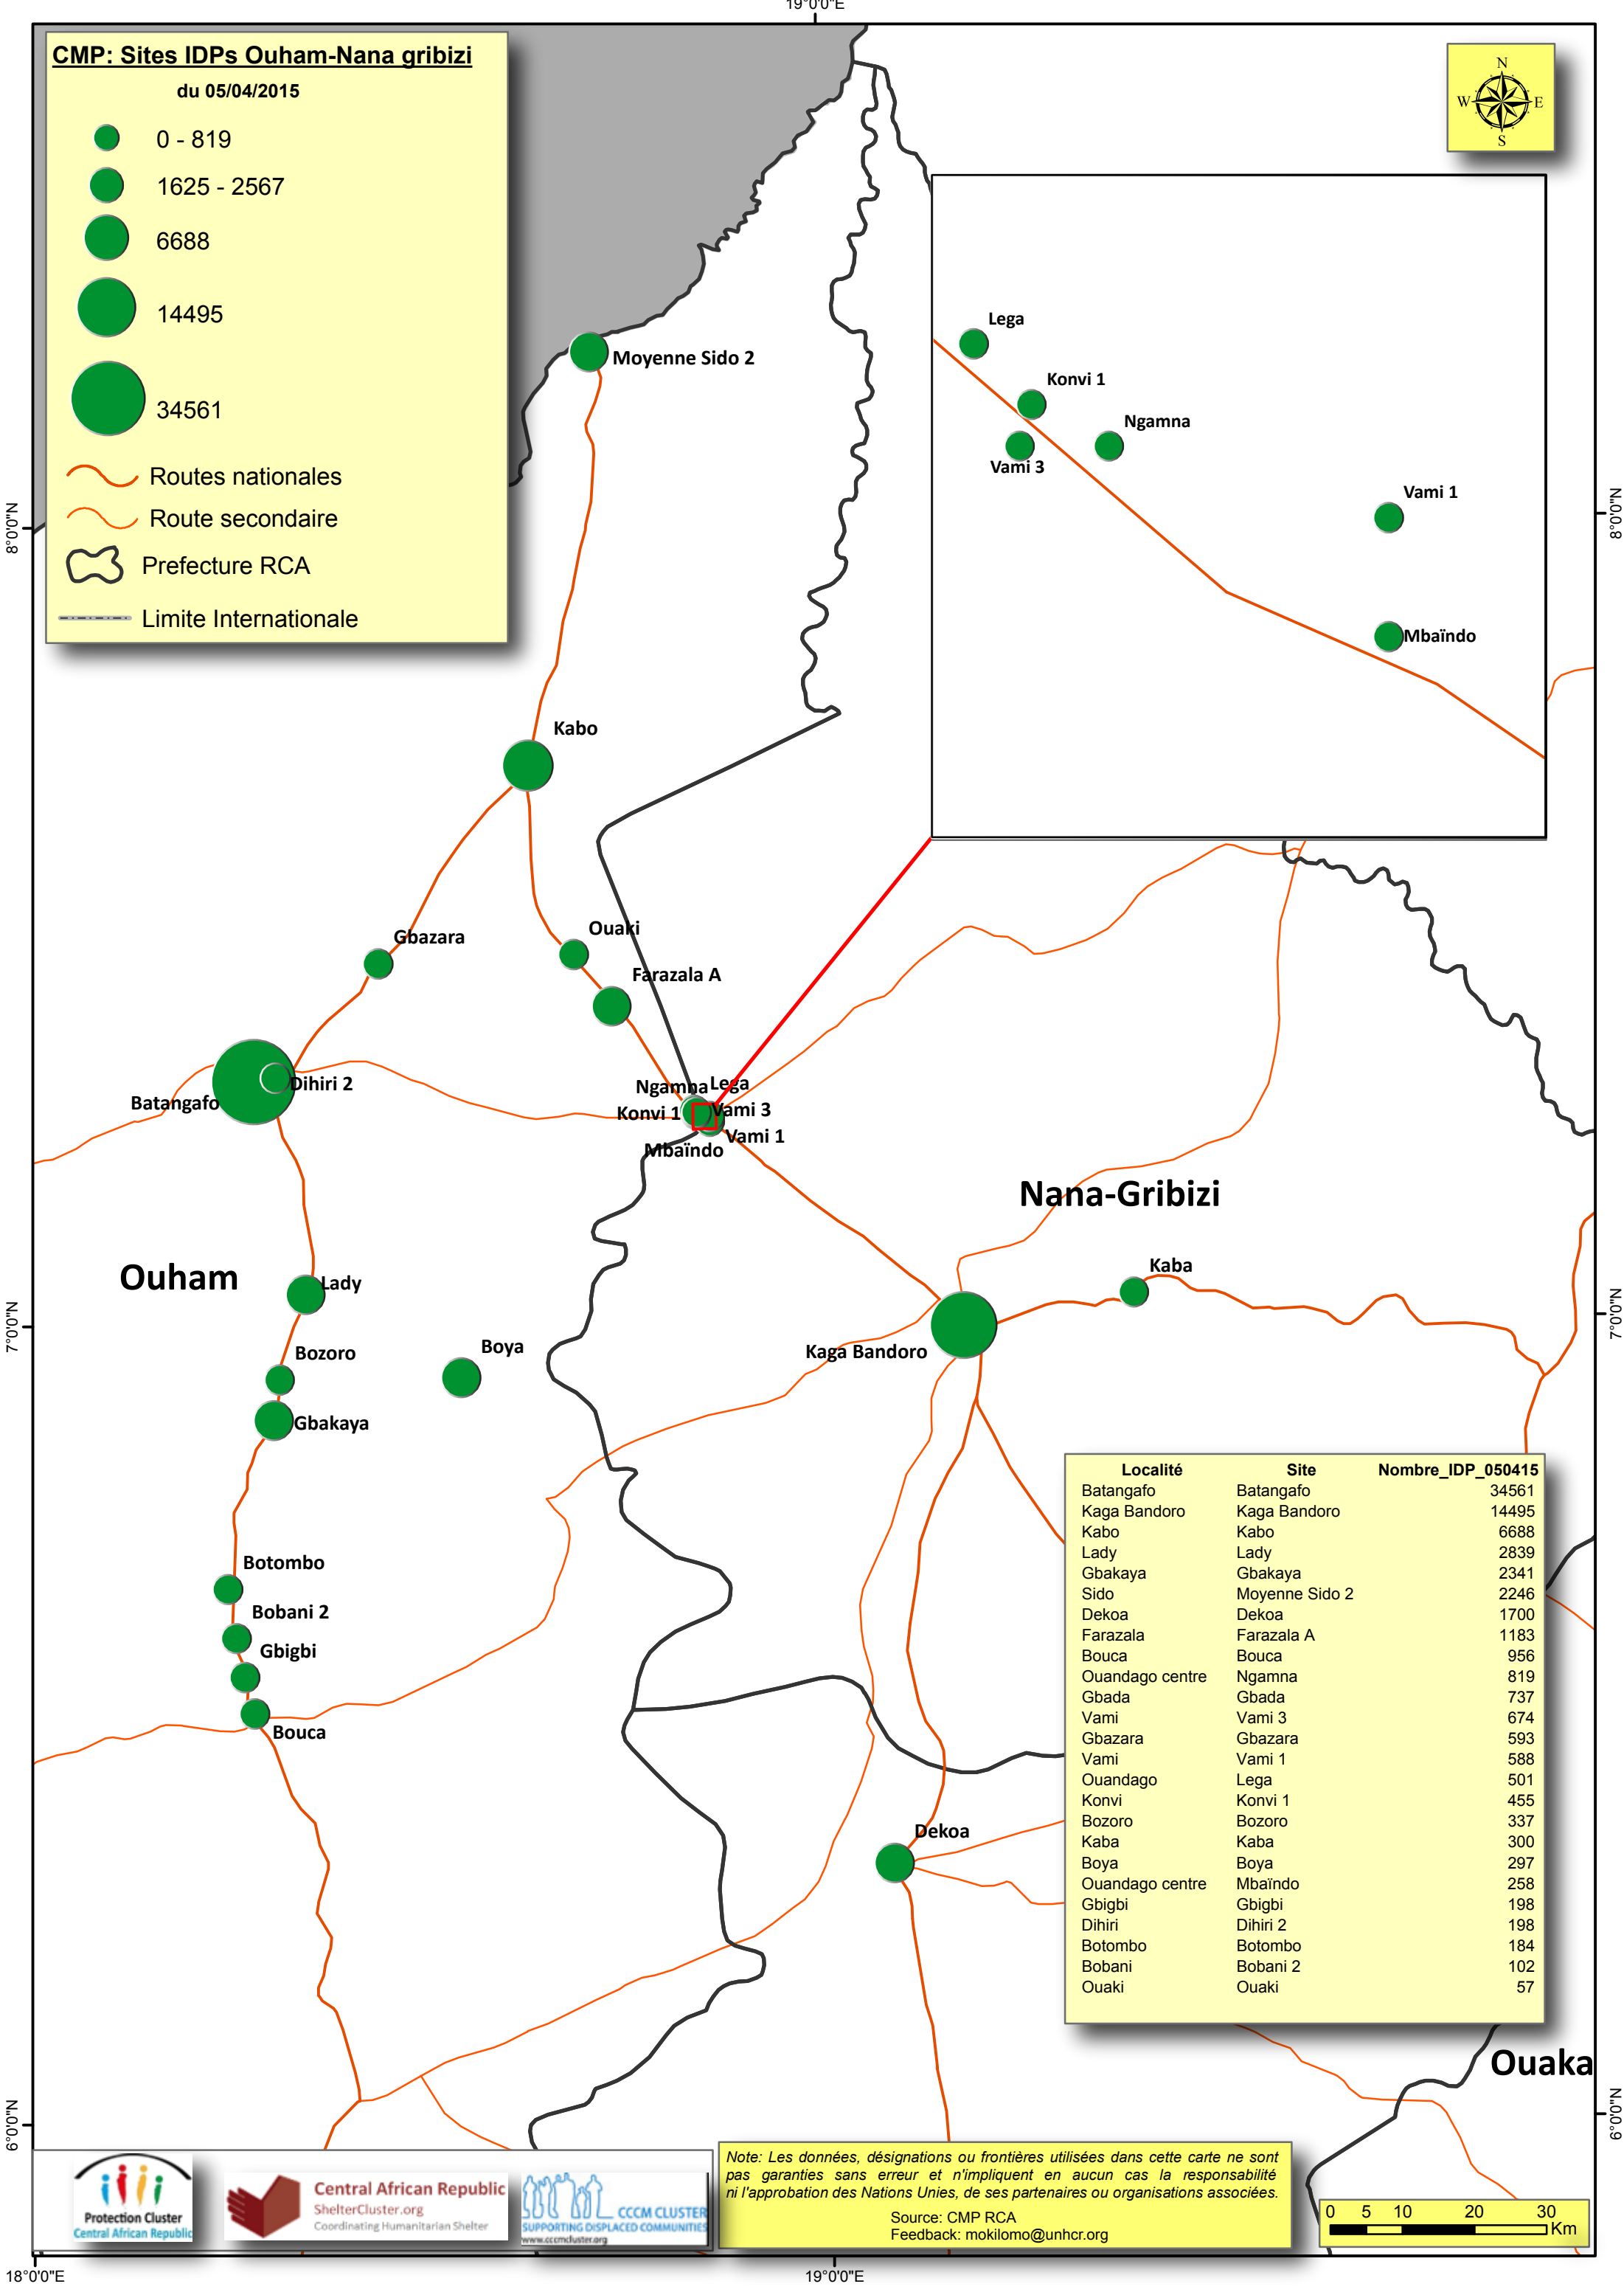 19°0'0"E
CMP: Sites IDPs Ouham-Nana gribizi
du 05/04/2015
0 - 819
1625 - 2567
6688
14495
34561
Routes nationales
Route secondaire
Prefecture RCA
Limite Internationale
N
W E
S
Lega
Konvi 1
Ngamna
Vami 3
Vami 1
Mbaïndo
8°0'0"N
8°0'0"N
Moyenne Sido 2
Kabo
Gbazara
Ouaki
Farazala A
Dihiri 2
Batangafo
Ngamna
Lega
Konvi 1
Vami 3
Vami 1
Mbaïndo
Nana-Gribizi
Ouham
Lady
Kaba
7°0'0"N
7°0'0"N
Bozoro
Boya
Kaga Bandoro
Gbakaya
Botombo
Bobani 2
Gbigbi
Bouca
Dekoa
Localité Site Nombre_IDP_050415
Batangafo Batangafo 34561
Kaga Bandoro Kaga Bandoro 14495
Kabo Kabo 6688
Lady Lady 2839
Gbakaya Gbakaya 2341
Sido Moyenne Sido 2 2246
Dekoa Dekoa 1700
Farazala Farazala A 1183
Bouca Bouca 956
Ouandago centre Ngamna 819
Gbada Gbada 737
Vami Vami 3 674
Gbazara Gbazara 593
Vami Vami 1 588
Ouandago Lega 501
Konvi Konvi 1 455
Bozoro Bozoro 337
Kaba Kaba 300
Boya Boya 297
Ouandago centre Mbaïndo 258
Gbigbi Gbigbi 198
Dihiri Dihiri 2 198
Botombo Botombo 184
Bobani Bobani 2 102
Ouaki Ouaki 57
Ouaka
6°0'0"N
6°0'0"N
Protection Cluster
Central African Republic
Central African Republic
ShelterCluster.org
Coordinating Humanitarian Shelter
CCCM CLUSTER
SUPPORTING DISPLACED COMMUNITIES
www.cccmcluster.org
Note: Les données, désignations ou frontières utilisées dans cette carte ne sont
pas garanties sans erreur et n'impliquent en aucun cas la responsabilité
ni l'approbation des Nations Unies, de ses partenaires ou organisations associées.
Source: CMP RCA
Feedback: mokilomo@unhcr.org
0 5 10 20 30
Km
18°0'0"E
19°0'0"E